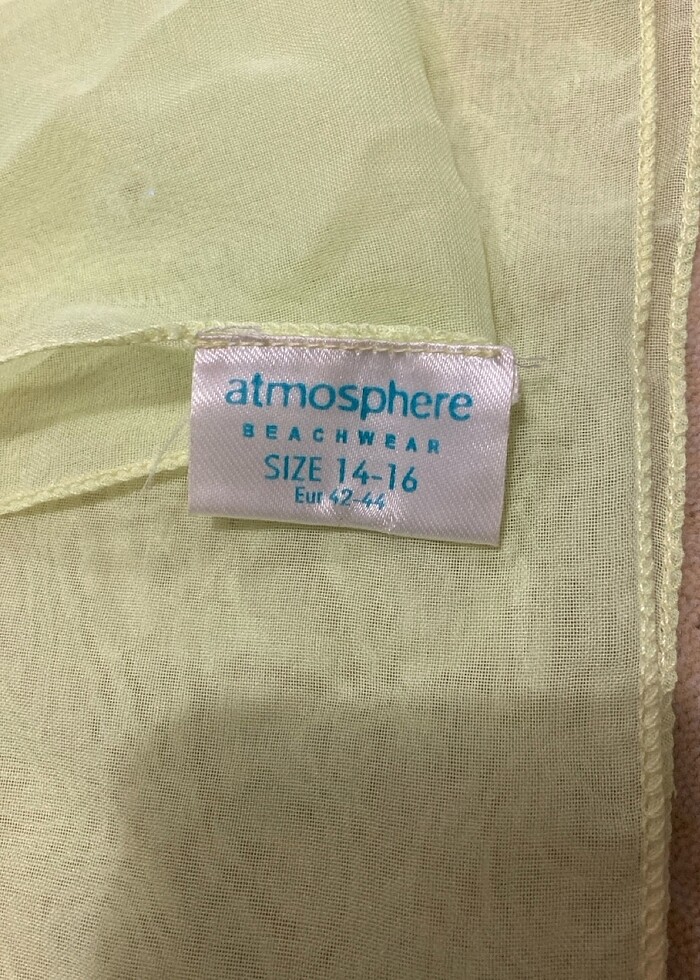 atmosphere
BEACHWEAR
SIZE 14-16
Eur 42-44